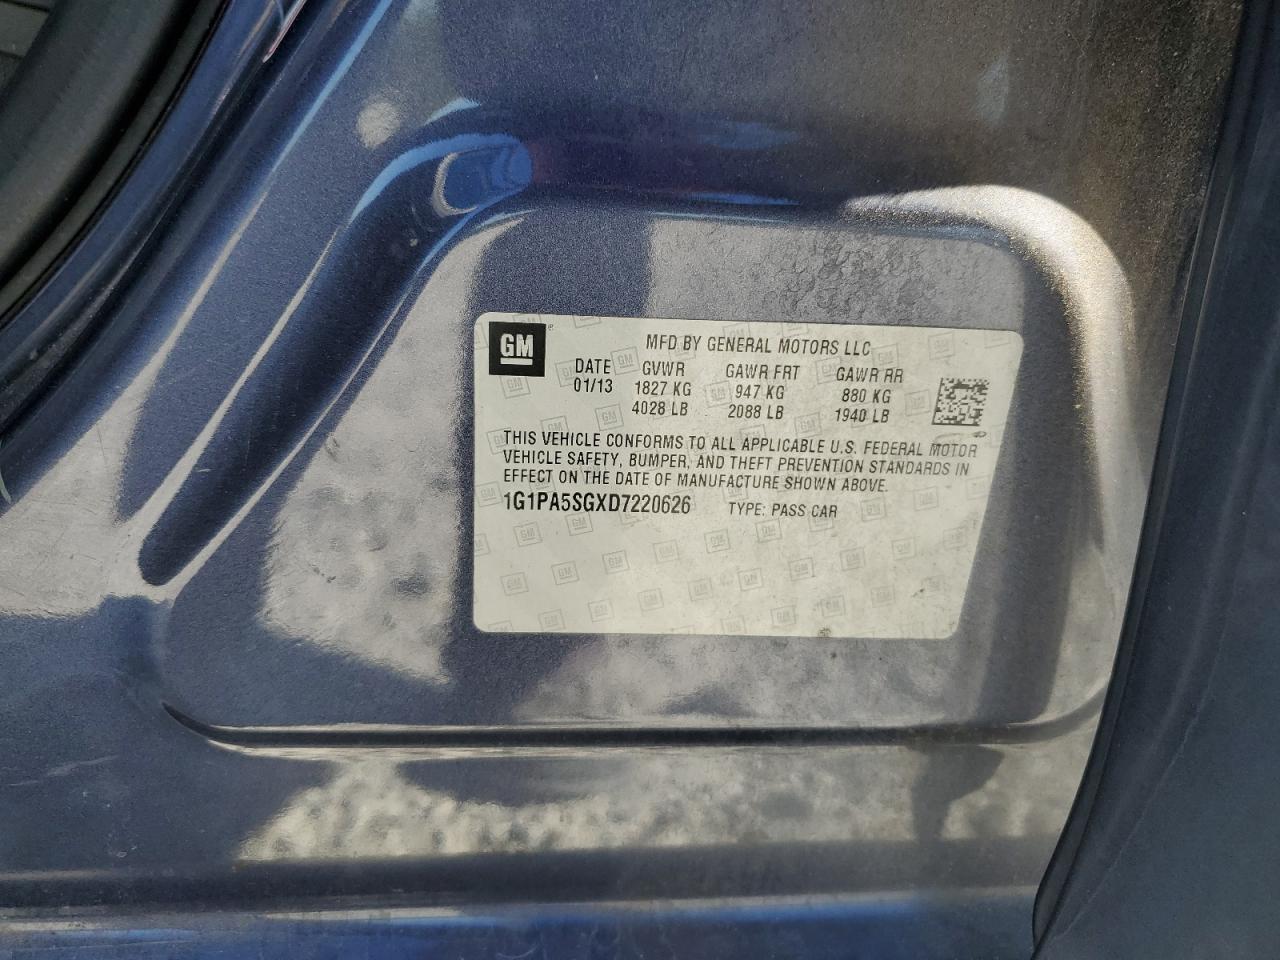 GM
MFD BY GENERAL MOTORS LLC
DATE GVWR GAWR FRT GAWR RR
01/13 1827 KG 947 KG 880 KG
4028 LB 2088 LB 1940 LB
THIS VEHICLE CONFORMS TO ALL APPLICABLE U.S. FEDERAL MOTOR
VEHICLE SAFETY, BUMPER, AND THEFT PREVENTION STANDARDS IN
EFFECT ON THE DATE OF MANUFACTURE SHOWN ABOVE.
1G1PA5SGXD7220626 TYPE: PASS CAR